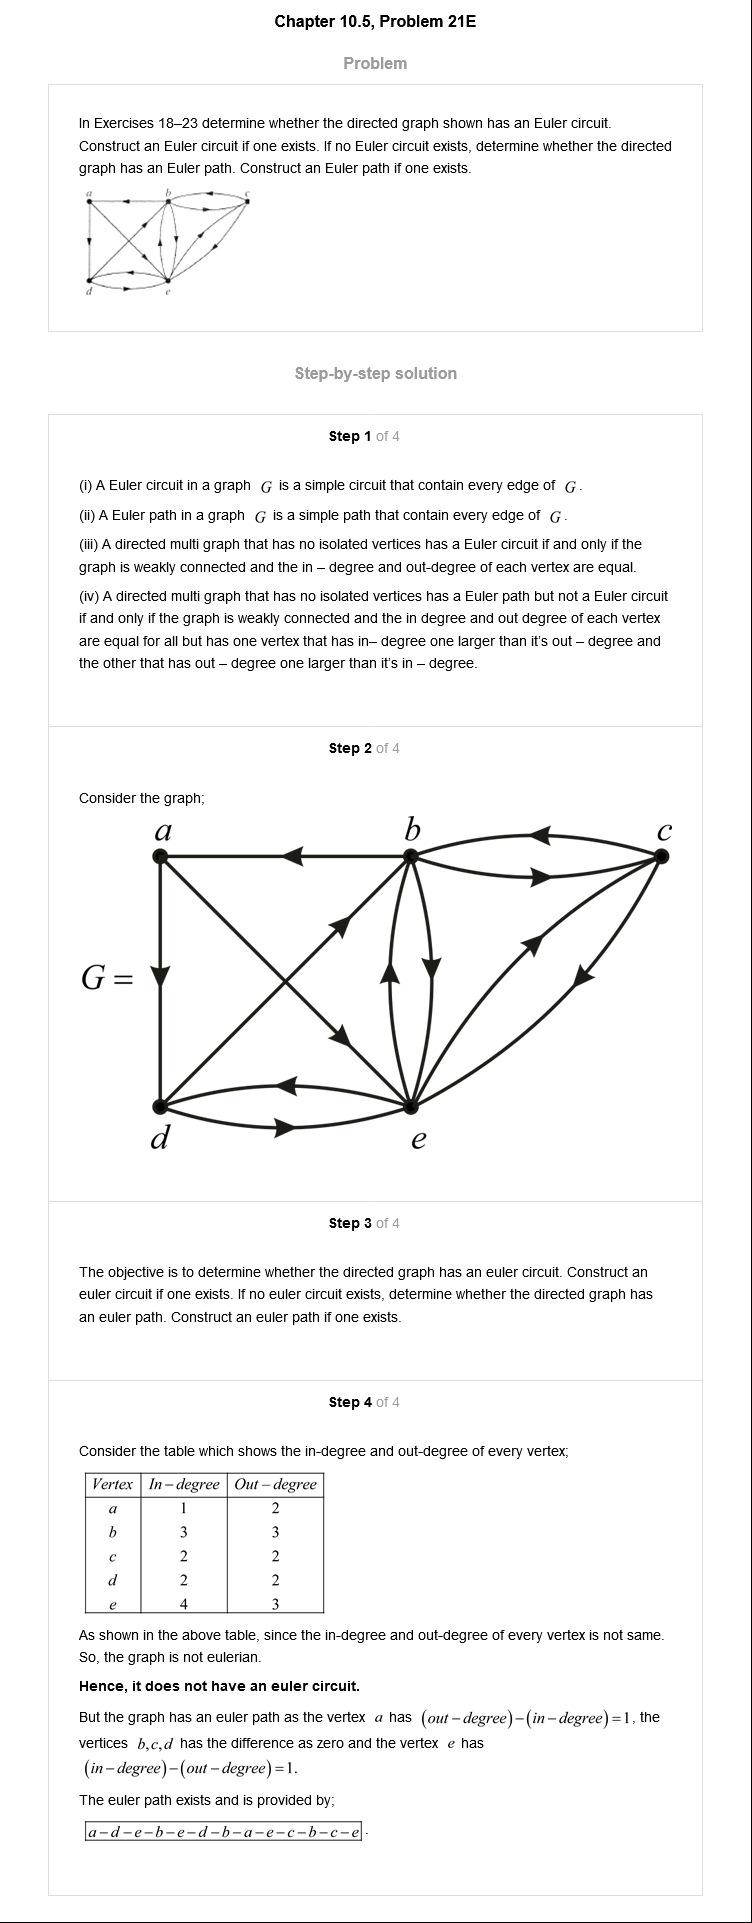 Chapter 10.5, Problem 21E
Problem
In Exercises 18–23 determine whether the directed graph shown has an Euler circuit.
Construct an Euler circuit if one exists. If no Euler circuit exists, determine whether the directed
graph has an Euler path. Construct an Euler path if one exists.
a b c
d e
Step-by-step solution
Step 1 of 4
(i) A Euler circuit in a graph G is a simple circuit that contain every edge of G.
(ii) A Euler path in a graph G is a simple path that contain every edge of G.
(iii) A directed multi graph that has no isolated vertices has a Euler circuit if and only if the
graph is weakly connected and the in – degree and out-degree of each vertex are equal.
(iv) A directed multi graph that has no isolated vertices has a Euler path but not a Euler circuit
if and only if the graph is weakly connected and the in degree and out degree of each vertex
are equal for all but has one vertex that has in– degree one larger than it's out – degree and
the other that has out – degree one larger than it's in – degree.
Step 2 of 4
Consider the graph;
a b c
G =
d e
Step 3 of 4
The objective is to determine whether the directed graph has an euler circuit. Construct an
euler circuit if one exists. If no euler circuit exists, determine whether the directed graph has
an euler path. Construct an euler path if one exists.
Step 4 of 4
Consider the table which shows the in-degree and out-degree of every vertex;
Vertex In – degree Out – degree
a 1 2
b 3 3
c 2 2
d 2 2
e 4 3
As shown in the above table, since the in-degree and out-degree of every vertex is not same.
So, the graph is not eulerian.
Hence, it does not have an euler circuit.
But the graph has an euler path as the vertex a has (out – degree) – (in – degree) = 1, the
vertices b,c,d has the difference as zero and the vertex e has
(in – degree) – (out – degree) = 1.
The euler path exists and is provided by;
a – d – e – b – e – d – b – a – e – c – b – c – e.